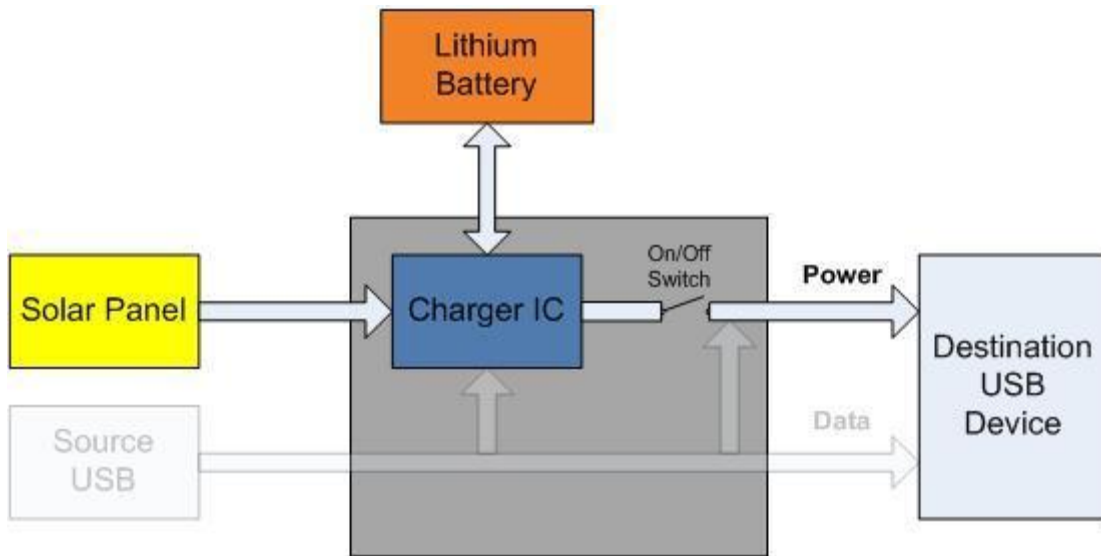 Lithium
Battery
On/Off
Switch
Power
Solar Panel
Charger IC
Destination
USB
Device
Data
Source
USB